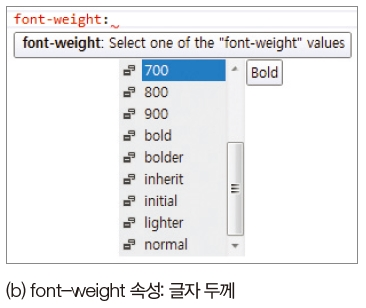 font-weight:
font-weight: Select one of the "font-weight" values
700 Bold
800
900
bold
bolder
inherit
initial
lighter
normal
(b) font-weight 속성: 글자 두께